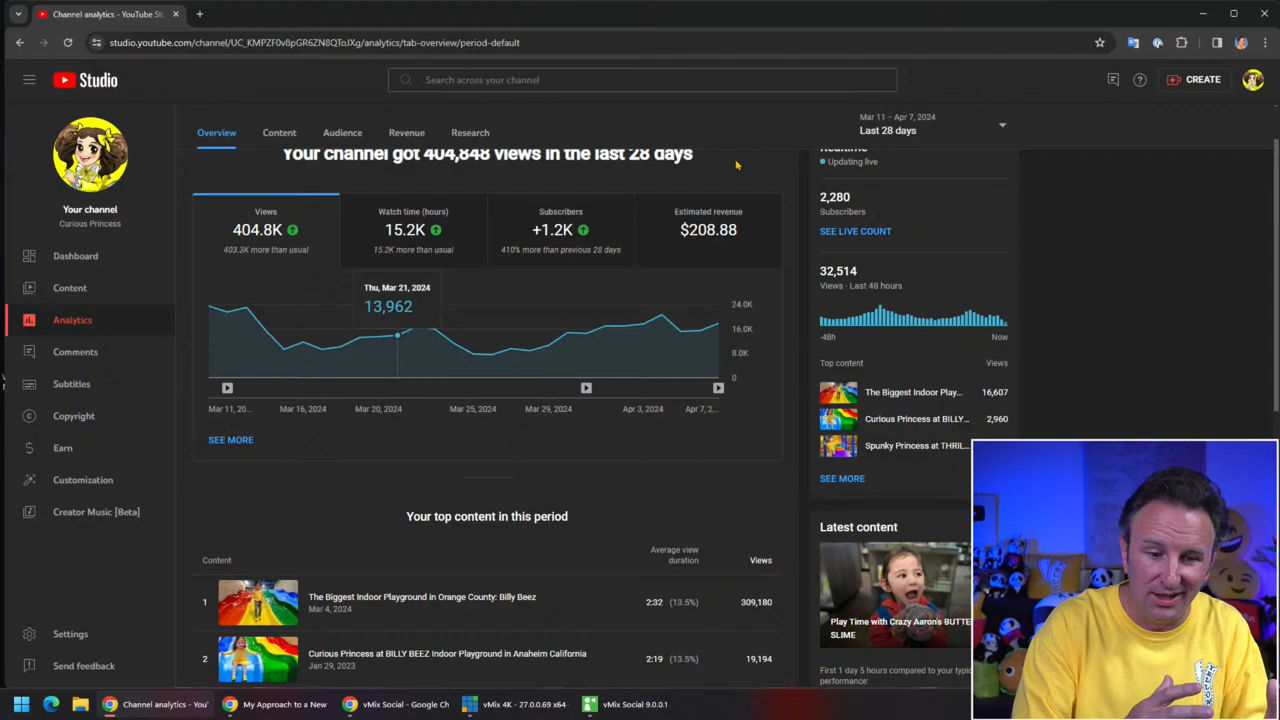 Channel analytics - YouTube St
studio.youtube.com/channel/UC_KMPZF0v8pGR6ZN8QToJXg/analytics/tab-overview/period-default
Studio
Search across your channel
CREATE
Your channel
Curious Princess
Dashboard
Content
Analytics
Comments
Subtitles
Copyright
Earn
Customization
Creator Music [Beta]
Settings
Send feedback
Overview
Content
Audience
Revenue
Research
Mar 11 – Apr 7, 2024
Last 28 days
Your channel got 404,848 views in the last 28 days
Views
404.8K
403.3K more than usual
Watch time (hours)
15.2K
15.2K more than usual
Subscribers
+1.2K
410% more than previous 28 days
Estimated revenue
$208.88
Thu, Mar 21, 2024
13,962
24.0K
16.0K
8.0K
0
Mar 11, 20...
Mar 16, 2024
Mar 20, 2024
Mar 25, 2024
Mar 29, 2024
Apr 3, 2024
Apr 7, 2...
SEE MORE
Your top content in this period
Content
Average view
duration
Views
1
The Biggest Indoor Playground in Orange County: Billy Beez
Mar 4, 2024
2:32 (13.5%)
309,180
2
Curious Princess at BILLY BEEZ Indoor Playground in Anaheim California
Jan 29, 2023
2:19 (13.5%)
19,194
Realtime
Updating live
2,280
Subscribers
SEE LIVE COUNT
32,514
Views · Last 48 hours
-48h
Now
Top content
Views
The Biggest Indoor Play...
16,607
Curious Princess at BILLY...
2,960
Spunky Princess at THRIL...
SEE MORE
Latest content
Play Time with Crazy Aaron's BUTTE
SLIME
First 1 day 5 hours compared to your typic
performance:
Channel analytics - You'
My Approach to a New
vMix Social - Google Ch
vMix 4K - 27.0.0.69 x64
vMix Social 9.0.0.1